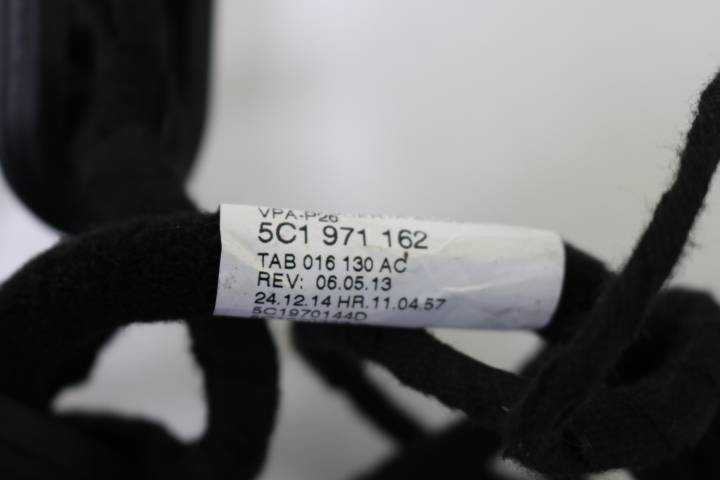 VPA-P26
5C1 971 162
TAB 016 130 AC
REV: 06.05.13
24.12.14 HR.11.04.57
5C1970144D